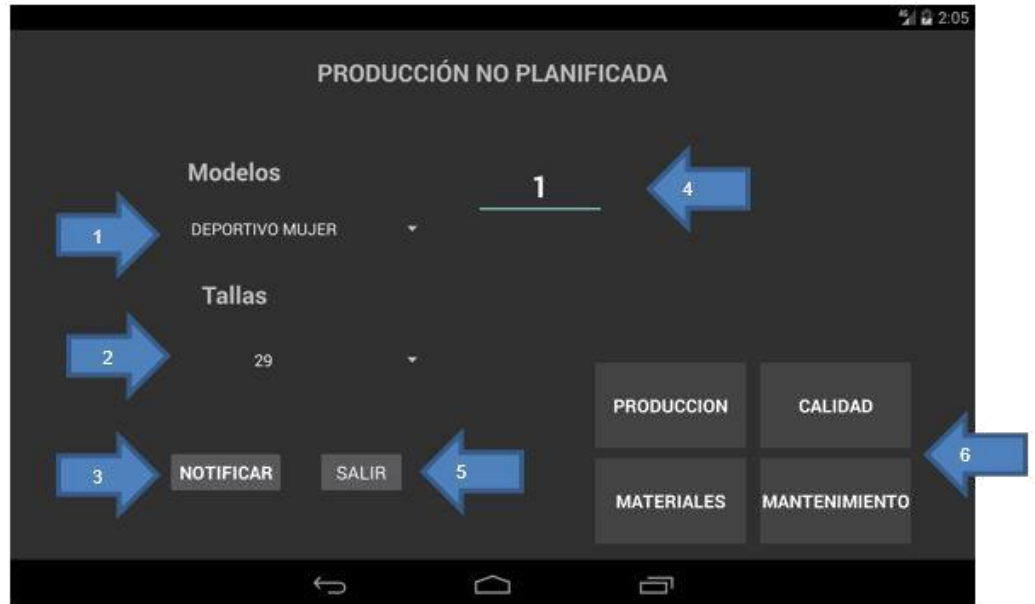 2:05
PRODUCCIÓN NO PLANIFICADA
Modelos
1
4
1
DEPORTIVO MUJER
Tallas
2
29
PRODUCCION
CALIDAD
3
NOTIFICAR
SALIR
5
6
MATERIALES
MANTENIMIENTO